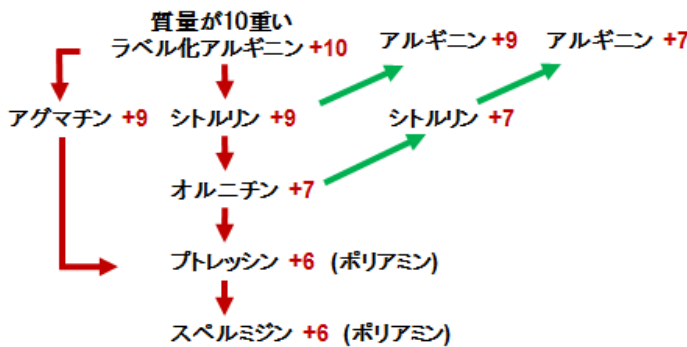 質量が10重い
ラベル化アルギニン +10
アルギニン +9
アルギニン +7
アグマチン +9
シトルリン +9
シトルリン +7
オルニチン +7
プトレッシン +6 (ポリアミン)
スペルミジン +6 (ポリアミン)